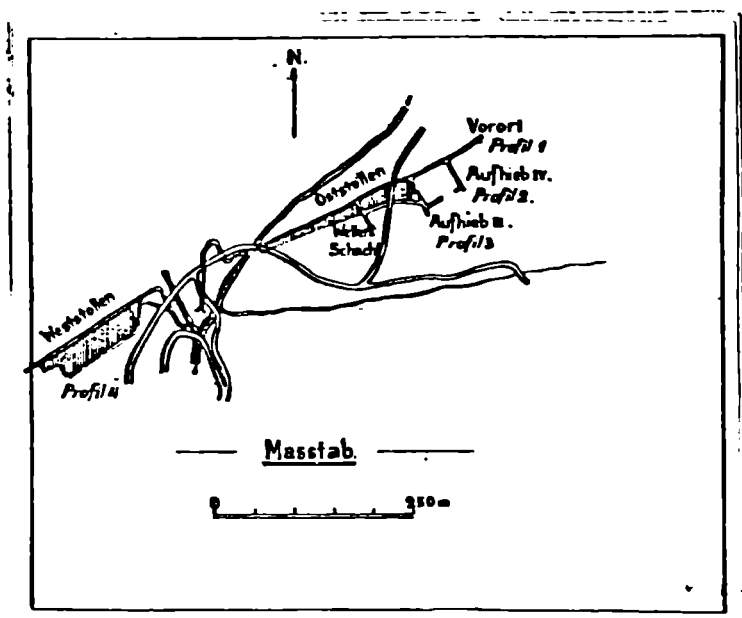 N.
Vorort
Profil 1
Oststollen
Aufhieb IV.
Profil 2.
Aufhieb III.
Profil 3
Wetter
Schacht
Weststollen
Profil 4
Masstab.
0 250 m